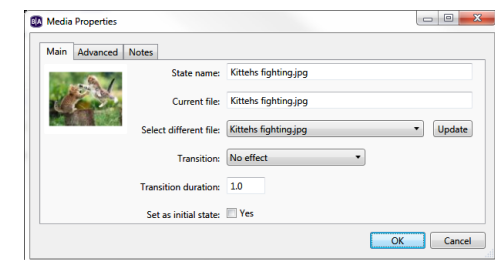 BA Media Properties
Main Advanced Notes
State name: Kittehs fighting.jpg
Current file: Kittehs fighting.jpg
Select different file: Kittehs fighting.jpg Update
Transition: No effect
Transition duration: 1.0
Set as initial state: Yes
OK Cancel